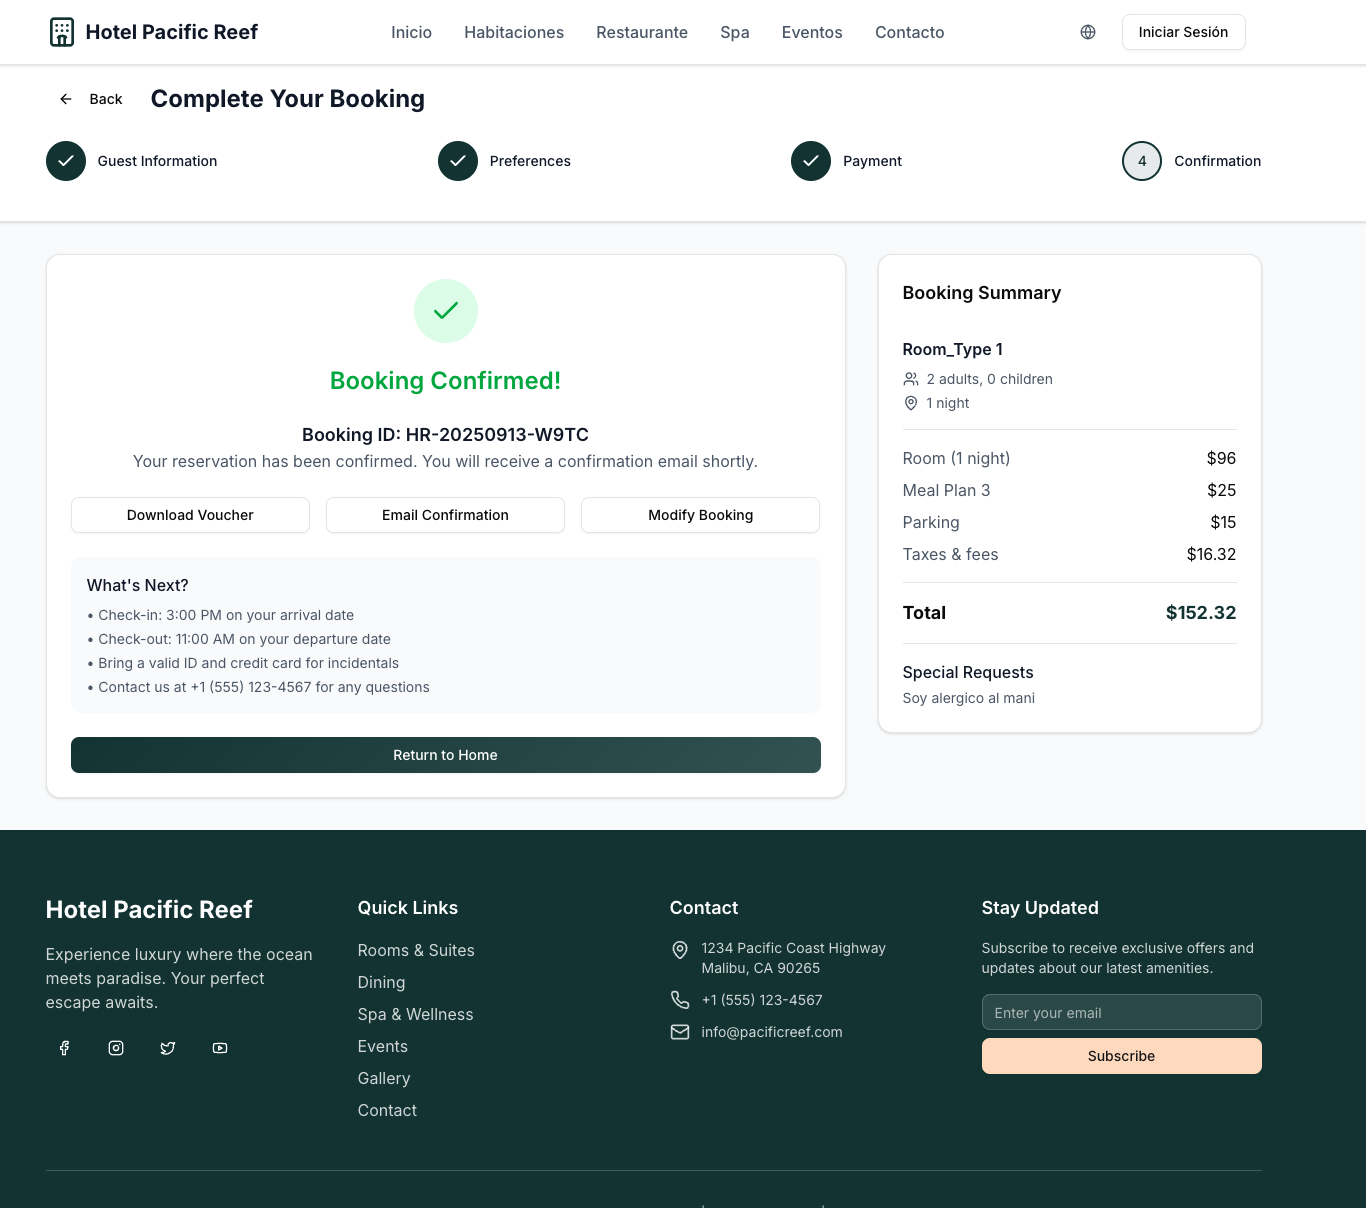 Hotel Pacific Reef
Inicio
Habitaciones
Restaurante
Spa
Eventos
Contacto
Iniciar Sesión
Back
Complete Your Booking
Guest Information
Preferences
Payment
4
Confirmation
Booking Confirmed!
Booking ID: HR-20250913-W9TC
Your reservation has been confirmed. You will receive a confirmation email shortly.
Download Voucher
Email Confirmation
Modify Booking
What's Next?
• Check-in: 3:00 PM on your arrival date
• Check-out: 11:00 AM on your departure date
• Bring a valid ID and credit card for incidentals
• Contact us at +1 (555) 123-4567 for any questions
Return to Home
Booking Summary
Room_Type 1
2 adults, 0 children
1 night
Room (1 night) $96
Meal Plan 3 $25
Parking $15
Taxes & fees $16.32
Total $152.32
Special Requests
Soy alergico al mani
Hotel Pacific Reef
Experience luxury where the ocean
meets paradise. Your perfect
escape awaits.
Quick Links
Rooms & Suites
Dining
Spa & Wellness
Events
Gallery
Contact
Contact
1234 Pacific Coast Highway
Malibu, CA 90265
+1 (555) 123-4567
info@pacificreef.com
Stay Updated
Subscribe to receive exclusive offers and
updates about our latest amenities.
Enter your email
Subscribe